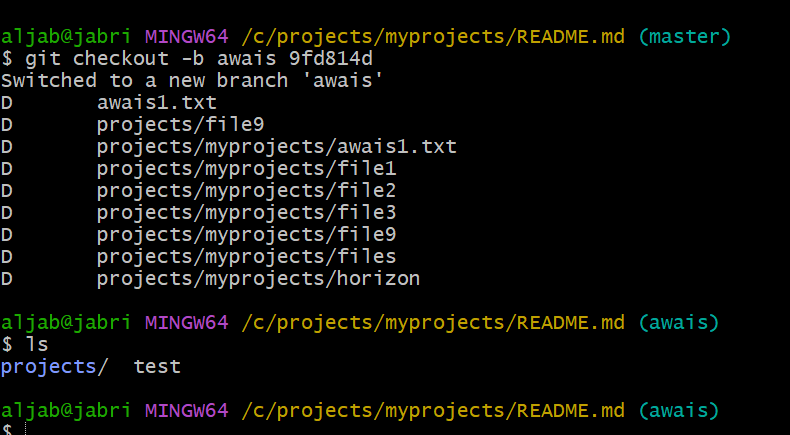 aljab@jabri MINGW64 /c/projects/myprojects/README.md (master)
$ git checkout -b awais 9fd814d
Switched to a new branch 'awais'
D       awais1.txt
D       projects/file9
D       projects/myprojects/awais1.txt
D       projects/myprojects/file1
D       projects/myprojects/file2
D       projects/myprojects/file3
D       projects/myprojects/file9
D       projects/myprojects/files
D       projects/myprojects/horizon
aljab@jabri MINGW64 /c/projects/myprojects/README.md (awais)
$ ls
projects/  test
aljab@jabri MINGW64 /c/projects/myprojects/README.md (awais)
$